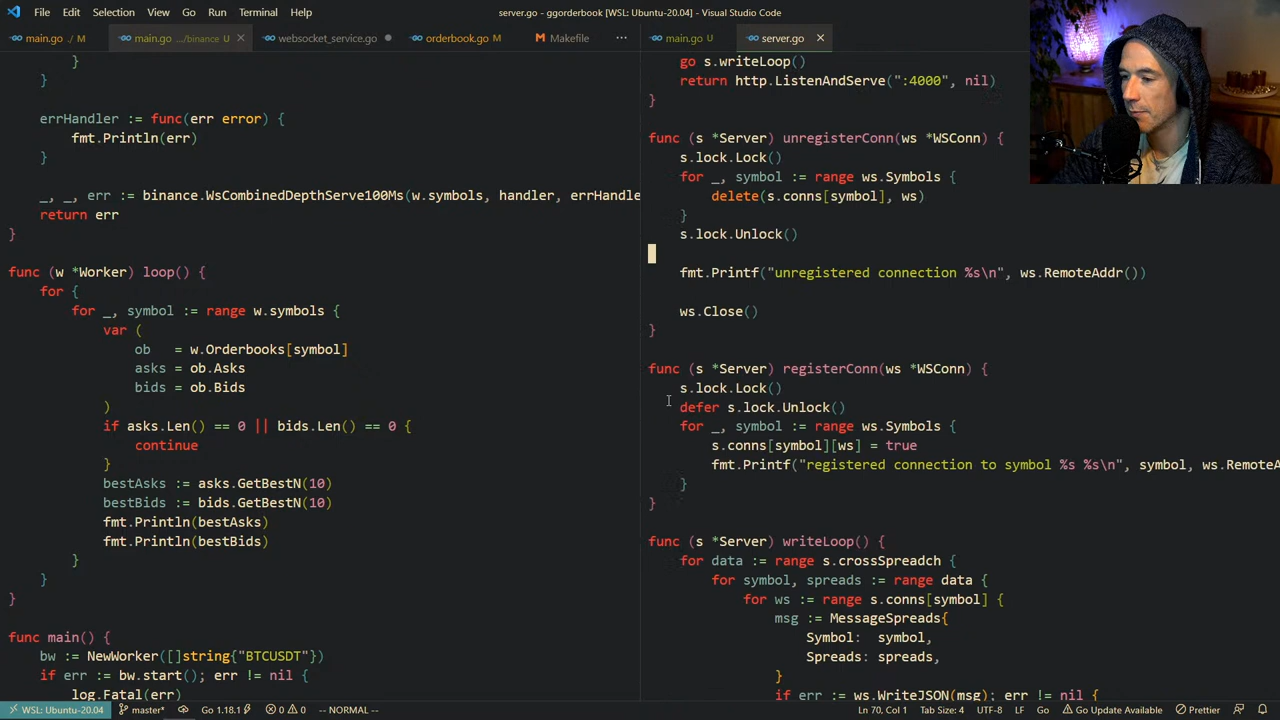 File Edit Selection View Go Run Terminal Help
server.go - ggorderbook [WSL: Ubuntu-20.04] - Visual Studio Code
main.go ./ M
main.go .../binance U
websocket_service.go
orderbook.go M
Makefile
...
main.go U
server.go
}
}
errHandler := func(err error) {
fmt.Println(err)
}
_, _, err := binance.WsCombinedDepthServe100Ms(w.symbols, handler, errHandle
return err
}
func (w *Worker) loop() {
for {
for _, symbol := range w.symbols {
var (
ob = w.Orderbooks[symbol]
asks = ob.Asks
bids = ob.Bids
)
if asks.Len() == 0 || bids.Len() == 0 {
continue
}
bestAsks := asks.GetBestN(10)
bestBids := bids.GetBestN(10)
fmt.Println(bestAsks)
fmt.Println(bestBids)
}
}
}
func main() {
bw := NewWorker([]string{"BTCUSDT"})
if err := bw.start(); err != nil {
log.Fatal(err)
go s.writeLoop()
return http.ListenAndServe(":4000", nil)
}
func (s *Server) unregisterConn(ws *WSConn) {
s.lock.Lock()
for _, symbol := range ws.Symbols {
delete(s.conns[symbol], ws)
}
s.lock.Unlock()
fmt.Printf("unregistered connection %s\n", ws.RemoteAddr())
ws.Close()
}
func (s *Server) registerConn(ws *WSConn) {
s.lock.Lock()
defer s.lock.Unlock()
for _, symbol := range ws.Symbols {
s.conns[symbol][ws] = true
fmt.Printf("registered connection to symbol %s %s\n", symbol, ws.RemoteA
}
}
func (s *Server) writeLoop() {
for data := range s.crossSpreadch {
for symbol, spreads := range data {
for ws := range s.conns[symbol] {
msg := MessageSpreads{
Symbol: symbol,
Spreads: spreads,
}
if err := ws.WriteJSON(msg); err != nil {
WSL: Ubuntu-20.04 master* Go 1.18.1 0 0 -- NORMAL -- Ln 70, Col 1 Tab Size: 4 UTF-8 LF Go Go Update Available Prettier